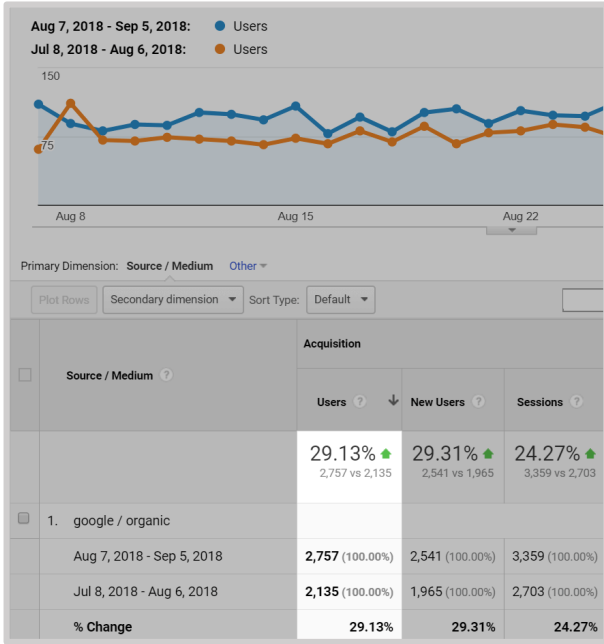 Aug 7, 2018 - Sep 5, 2018: Users
Jul 8, 2018 - Aug 6, 2018: Users
150
75
Aug 8 Aug 15 Aug 22
Primary Dimension: Source / Medium Other
Plot Rows Secondary dimension Sort Type: Default
Acquisition
Source / Medium ?
Users ? New Users ? Sessions ?
29.13% 29.31% 24.27%
2,757 vs 2,135 2,541 vs 1,965 3,359 vs 2,703
1. google / organic
Aug 7, 2018 - Sep 5, 2018 2,757 (100.00%) 2,541 (100.00%) 3,359 (100.00%)
Jul 8, 2018 - Aug 6, 2018 2,135 (100.00%) 1,965 (100.00%) 2,703 (100.00%)
% Change 29.13% 29.31% 24.27%